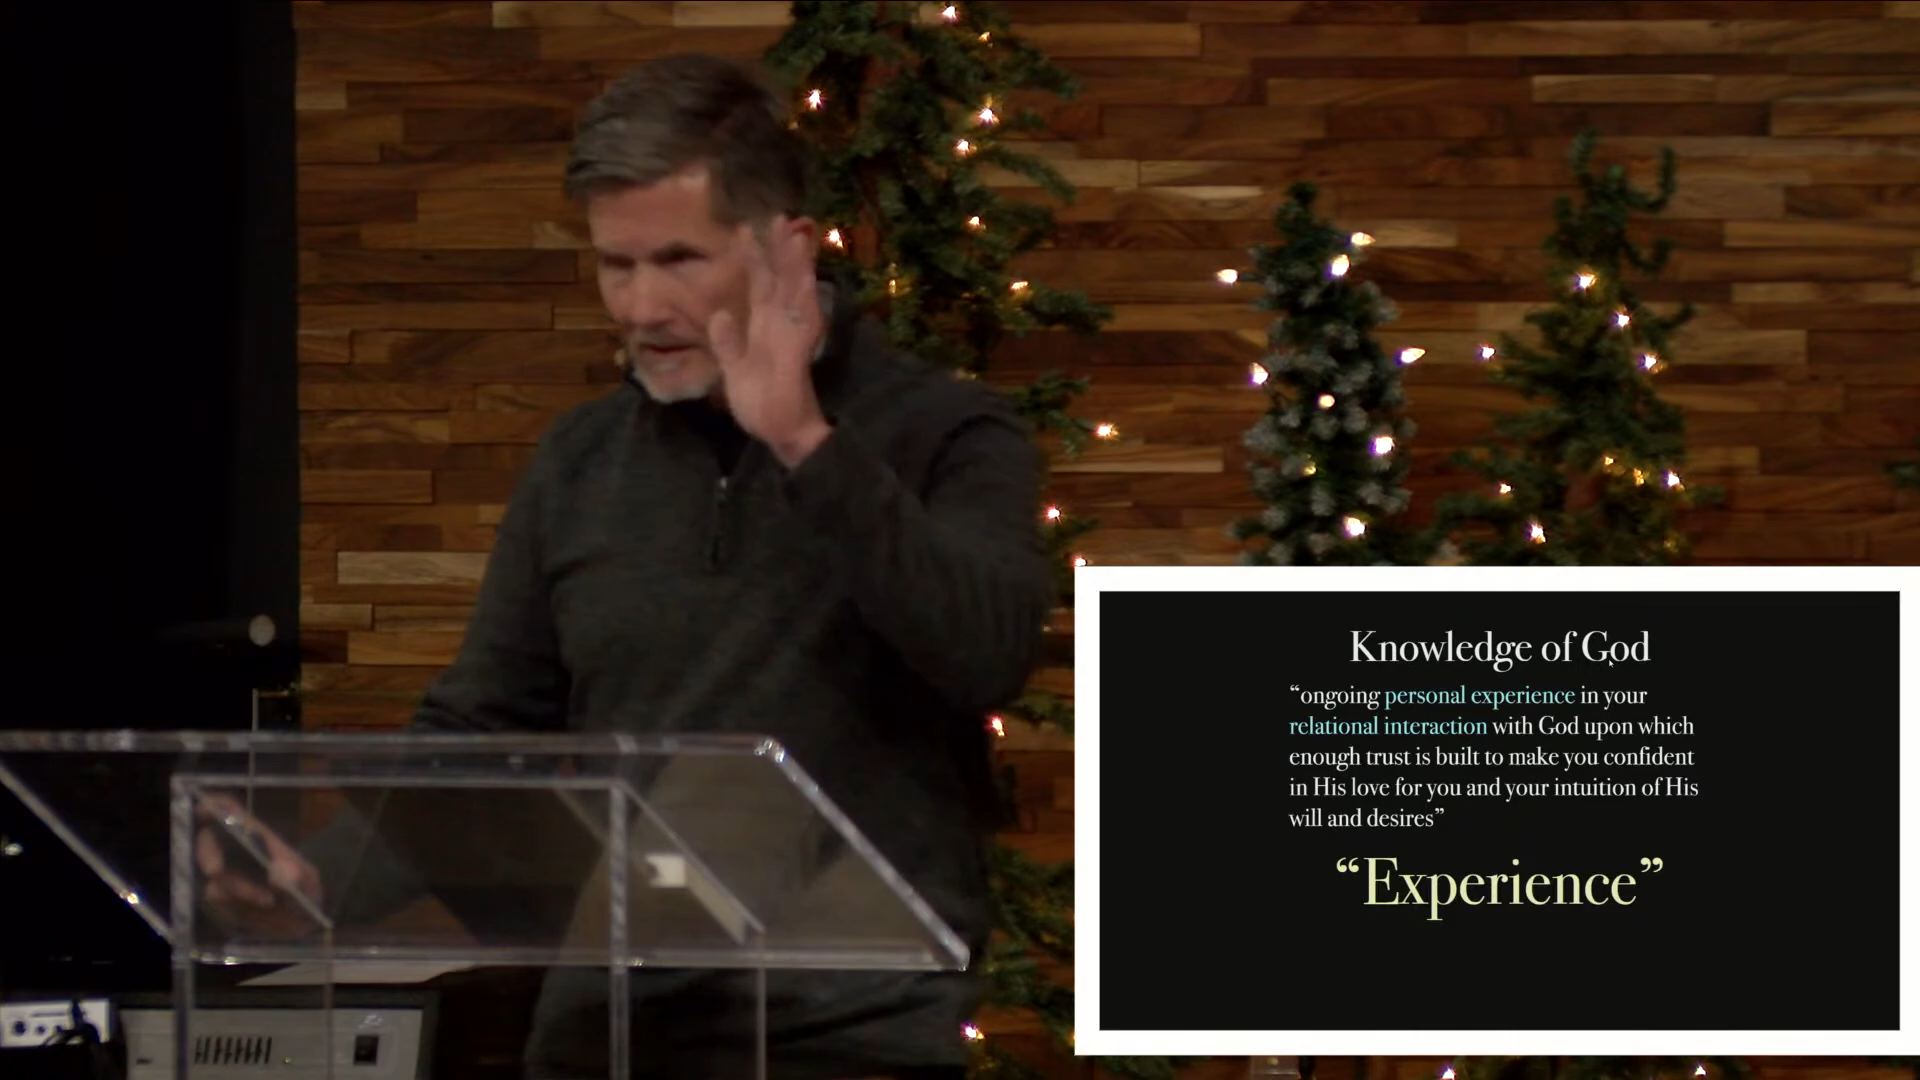 Knowledge of God
“ongoing personal experience in your
relational interaction with God upon which
enough trust is built to make you confident
in His love for you and your intuition of His
will and desires”
“Experience”